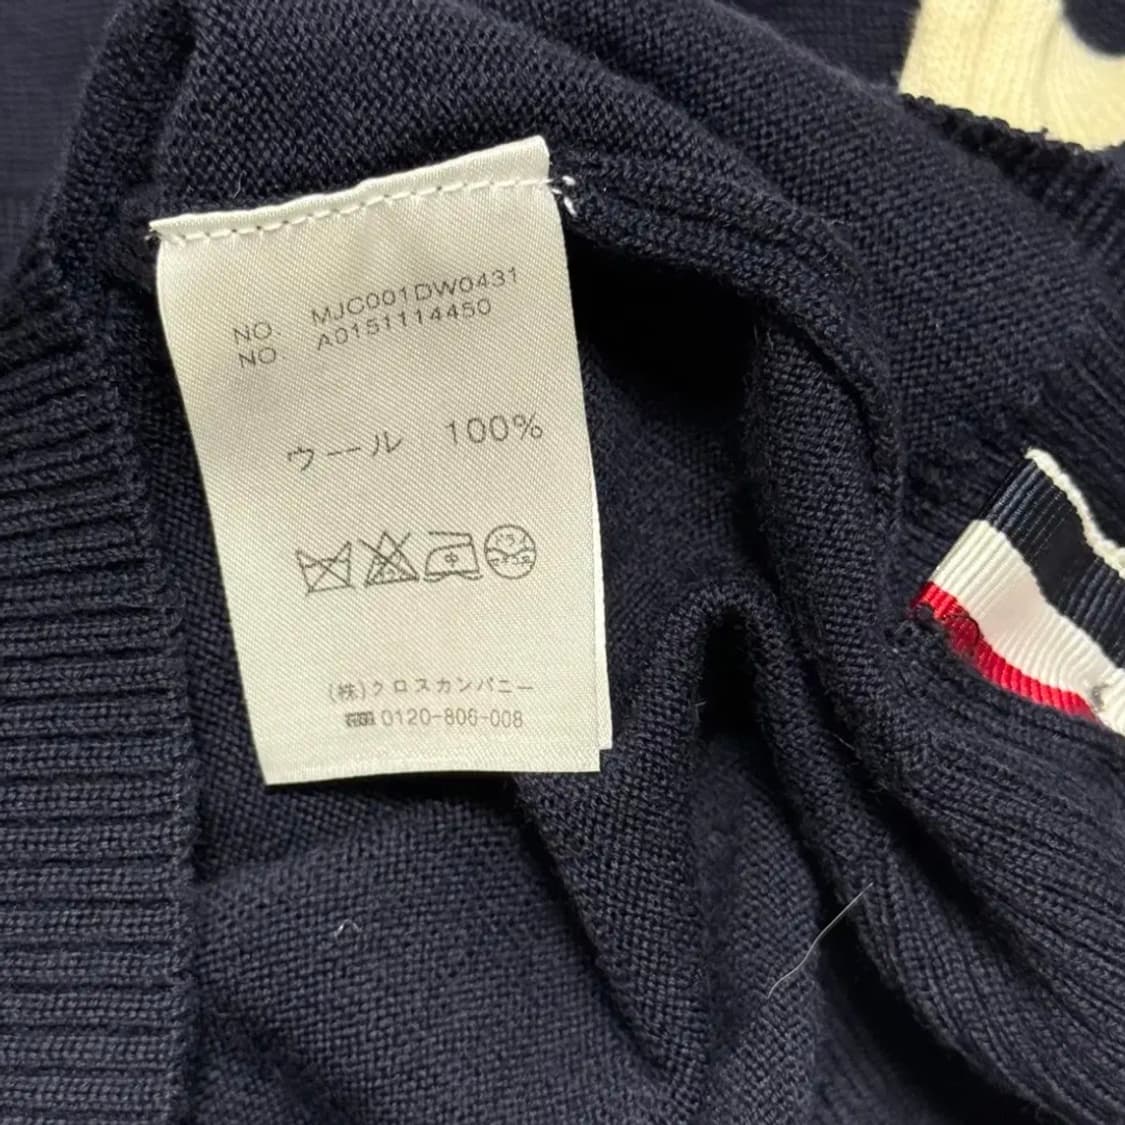 NO. MJC001DW0431
NO. A0151114450
ウール 100%
(株)クロスカンパニー
0120-806-008